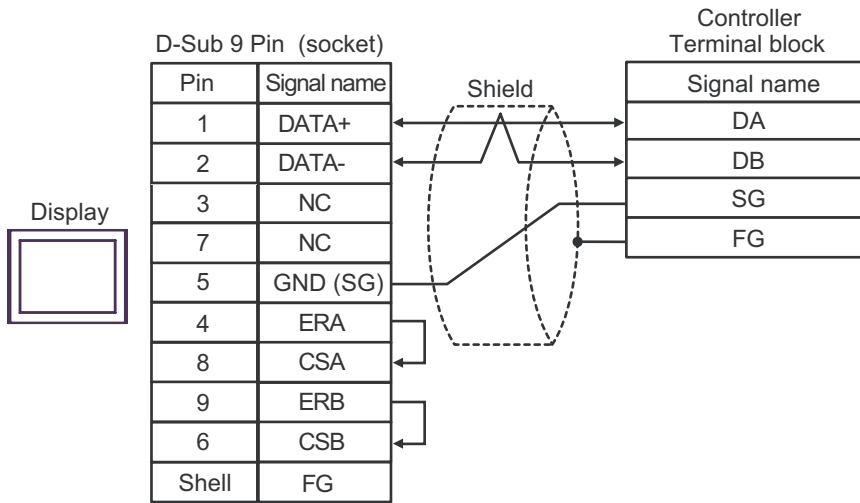 Controller
Terminal block
D-Sub 9 Pin (socket)
Pin Signal name
Shield
Signal name
1 DATA+
DA
2 DATA-
DB
3 NC
SG
Display
7 NC
FG
5 GND (SG)
4 ERA
8 CSA
9 ERB
6 CSB
Shell FG